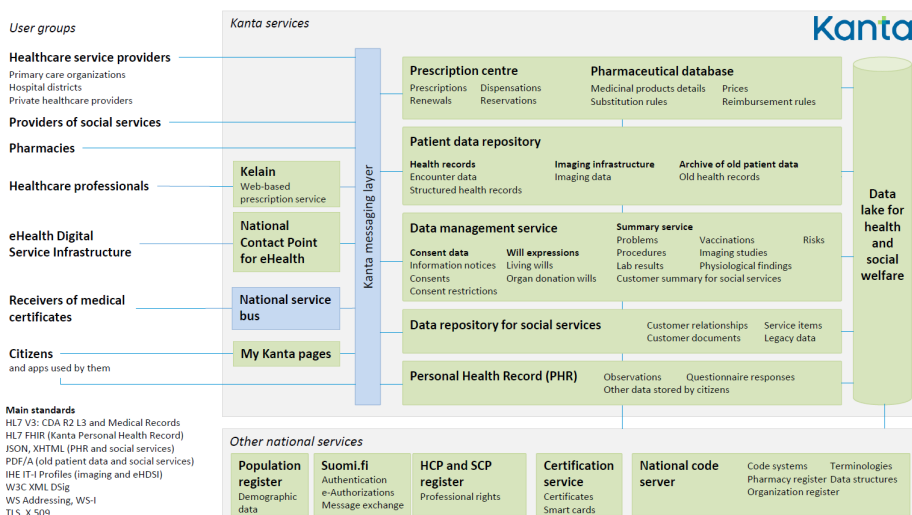 User groups
Kanta services
Kanta
Healthcare service providers
Primary care organizations
Hospital districts
Private healthcare providers
Providers of social services
Pharmacies
Healthcare professionals
eHealth Digital
Service Infrastructure
Receivers of medical
certificates
Citizens
and apps used by them
Kelain
Web-based
prescription service
National
Contact Point
for eHealth
National service
bus
My Kanta pages
Kanta messaging layer
Prescription centre
Prescriptions Dispensations
Renewals Reservations
Pharmaceutical database
Medicinal products details Prices
Substitution rules Reimbursement rules
Patient data repository
Health records
Encounter data
Structured health records
Imaging infrastructure
Imaging data
Archive of old patient data
Old health records
Data management service
Consent data
Information notices
Consents
Consent restrictions
Will expressions
Living wills
Organ donation wills
Summary service
Problems Vaccinations Risks
Procedures Imaging studies
Lab results Physiological findings
Customer summary for social services
Data repository for social services
Customer relationships Service items
Customer documents Legacy data
Personal Health Record (PHR)
Observations Questionnaire responses
Other data stored by citizens
Data
lake for
health
and
social
welfare
Main standards
HL7 V3: CDA R2 L3 and Medical Records
HL7 FHIR (Kanta Personal Health Record)
JSON, XHTML (PHR and social services)
PDF/A (old patient data and social services)
IHE IT-I Profiles (imaging and eHDSI)
W3C XML DSig
WS Addressing, WS-I
TLS, X.509
Other national services
Population
register
Demographic
data
Suomi.fi
Authentication
e-Authorizations
Message exchange
HCP and SCP
register
Professional rights
Certification
service
Certificates
Smart cards
National code
server
Code systems Terminologies
Pharmacy register Data structures
Organization register